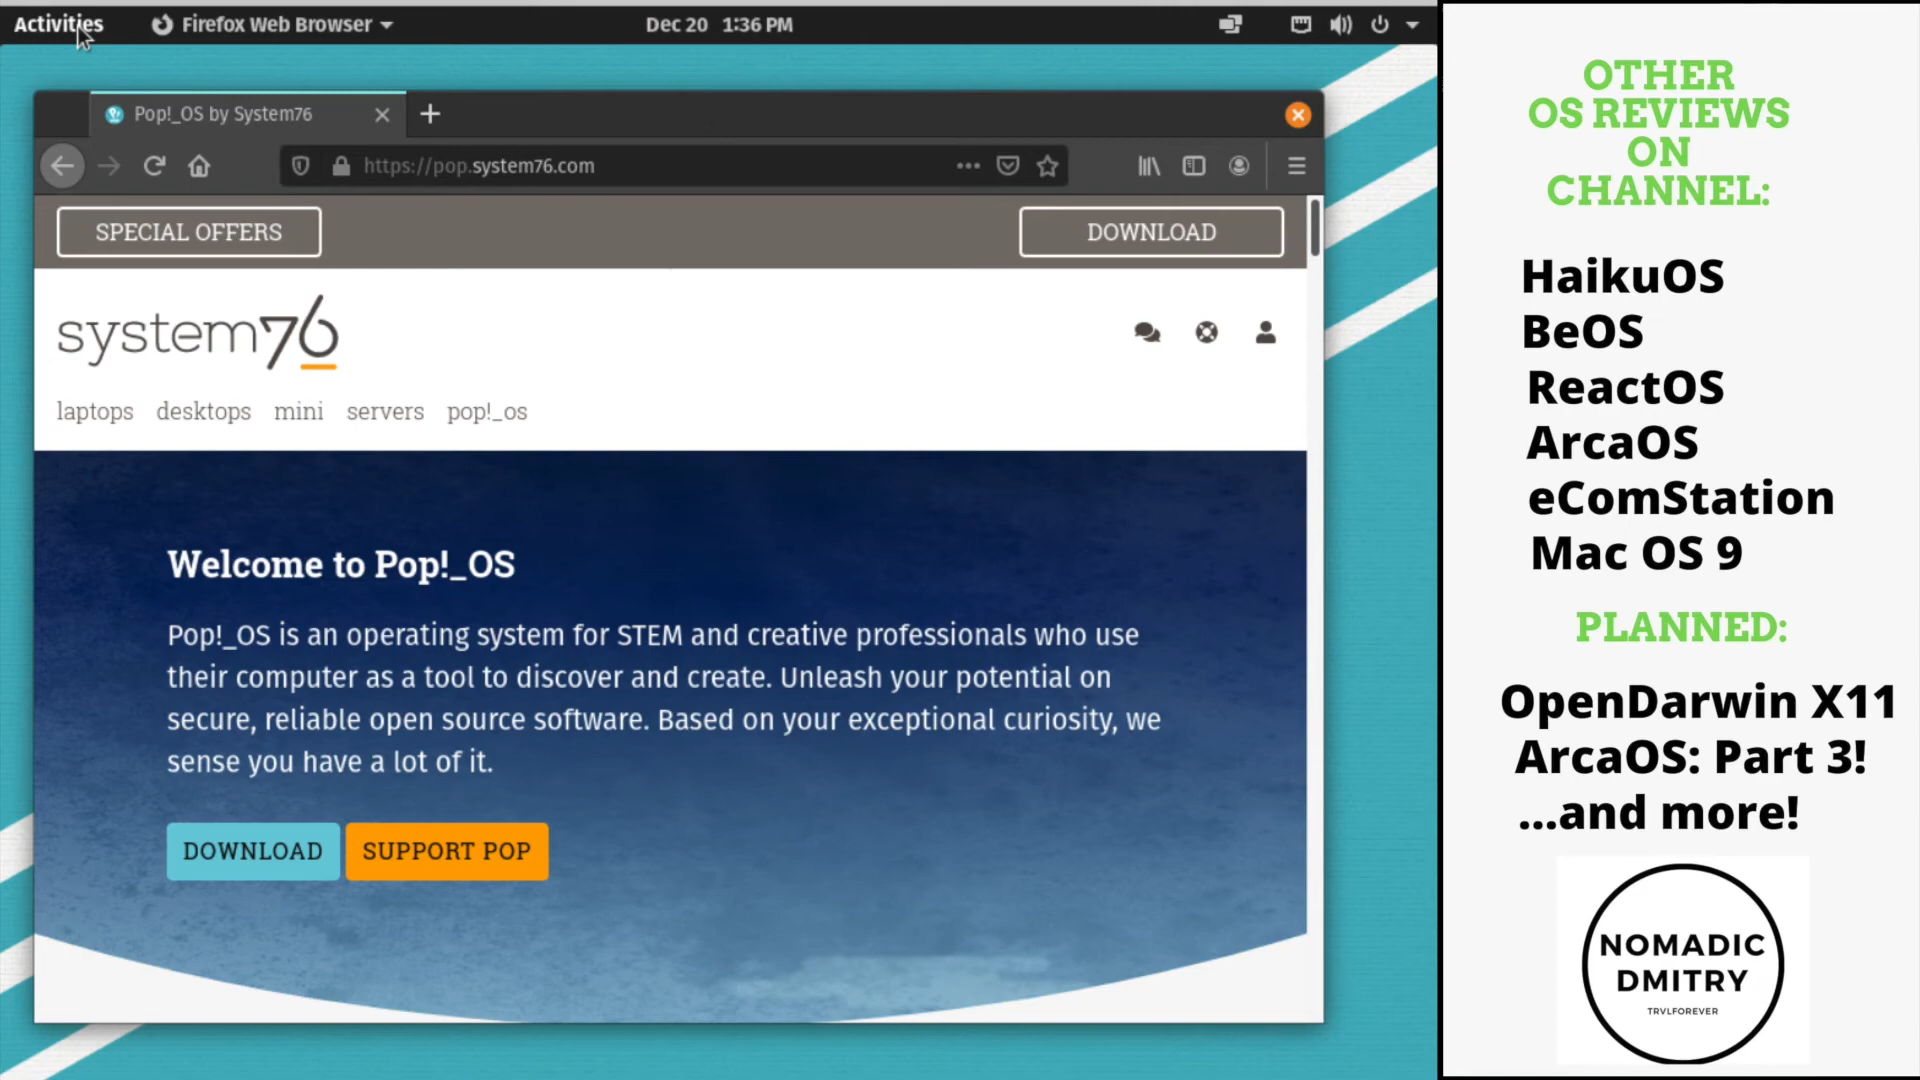 Activities
Firefox Web Browser
Dec 20 1:36 PM
Pop!_OS by System76
https://pop.system76.com
SPECIAL OFFERS
DOWNLOAD
system76
laptops desktops mini servers pop!_os
Welcome to Pop!_OS
Pop!_OS is an operating system for STEM and creative professionals who use
their computer as a tool to discover and create. Unleash your potential on
secure, reliable open source software. Based on your exceptional curiosity, we
sense you have a lot of it.
DOWNLOAD
SUPPORT POP
OTHER
OS REVIEWS
ON
CHANNEL:
HaikuOS
BeOS
ReactOS
ArcaOS
eComStation
Mac OS 9
PLANNED:
OpenDarwin X11
ArcaOS: Part 3!
...and more!
NOMADIC
DMITRY
TRVLFOREVER